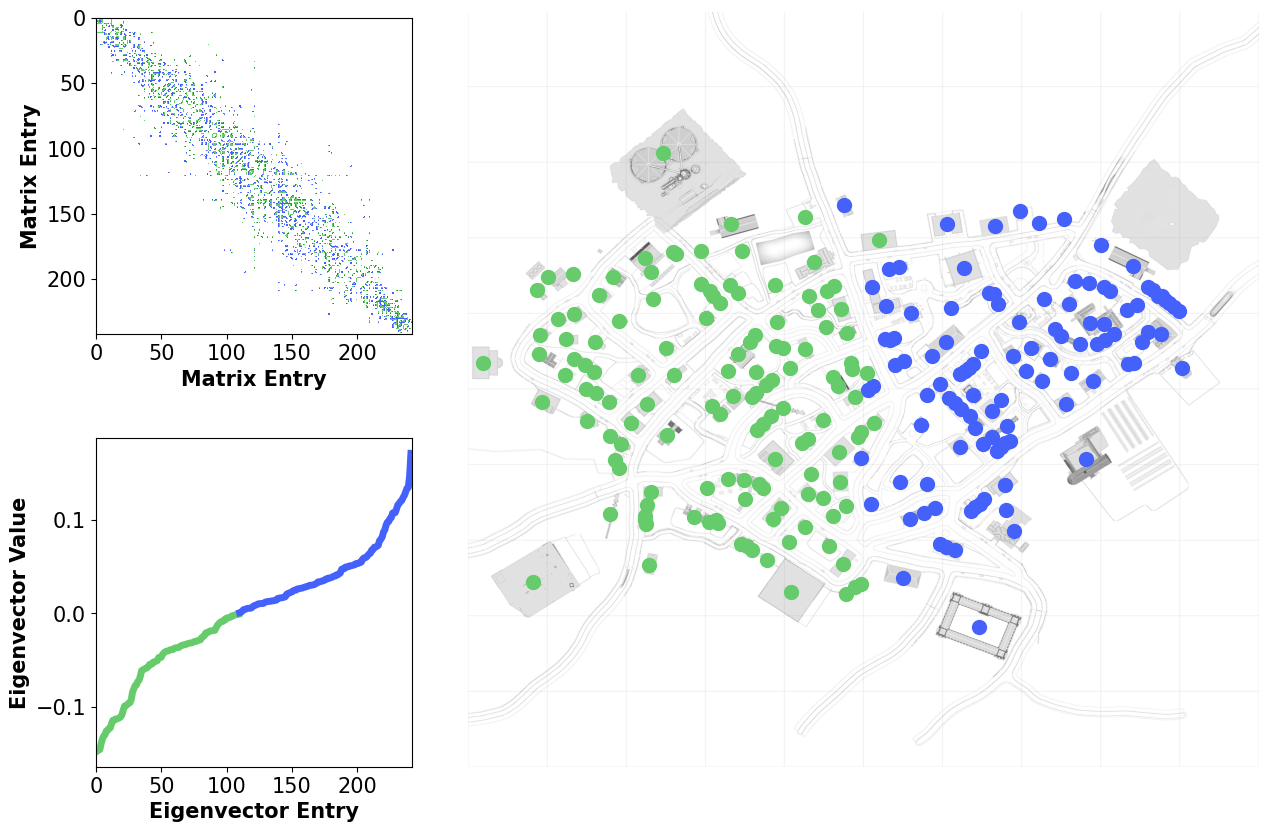 0
50
100
150
200
Matrix Entry
0 50 100 150 200
Matrix Entry
0.1
0.0
−0.1
Eigenvector Value
0 50 100 150 200
Eigenvector Entry